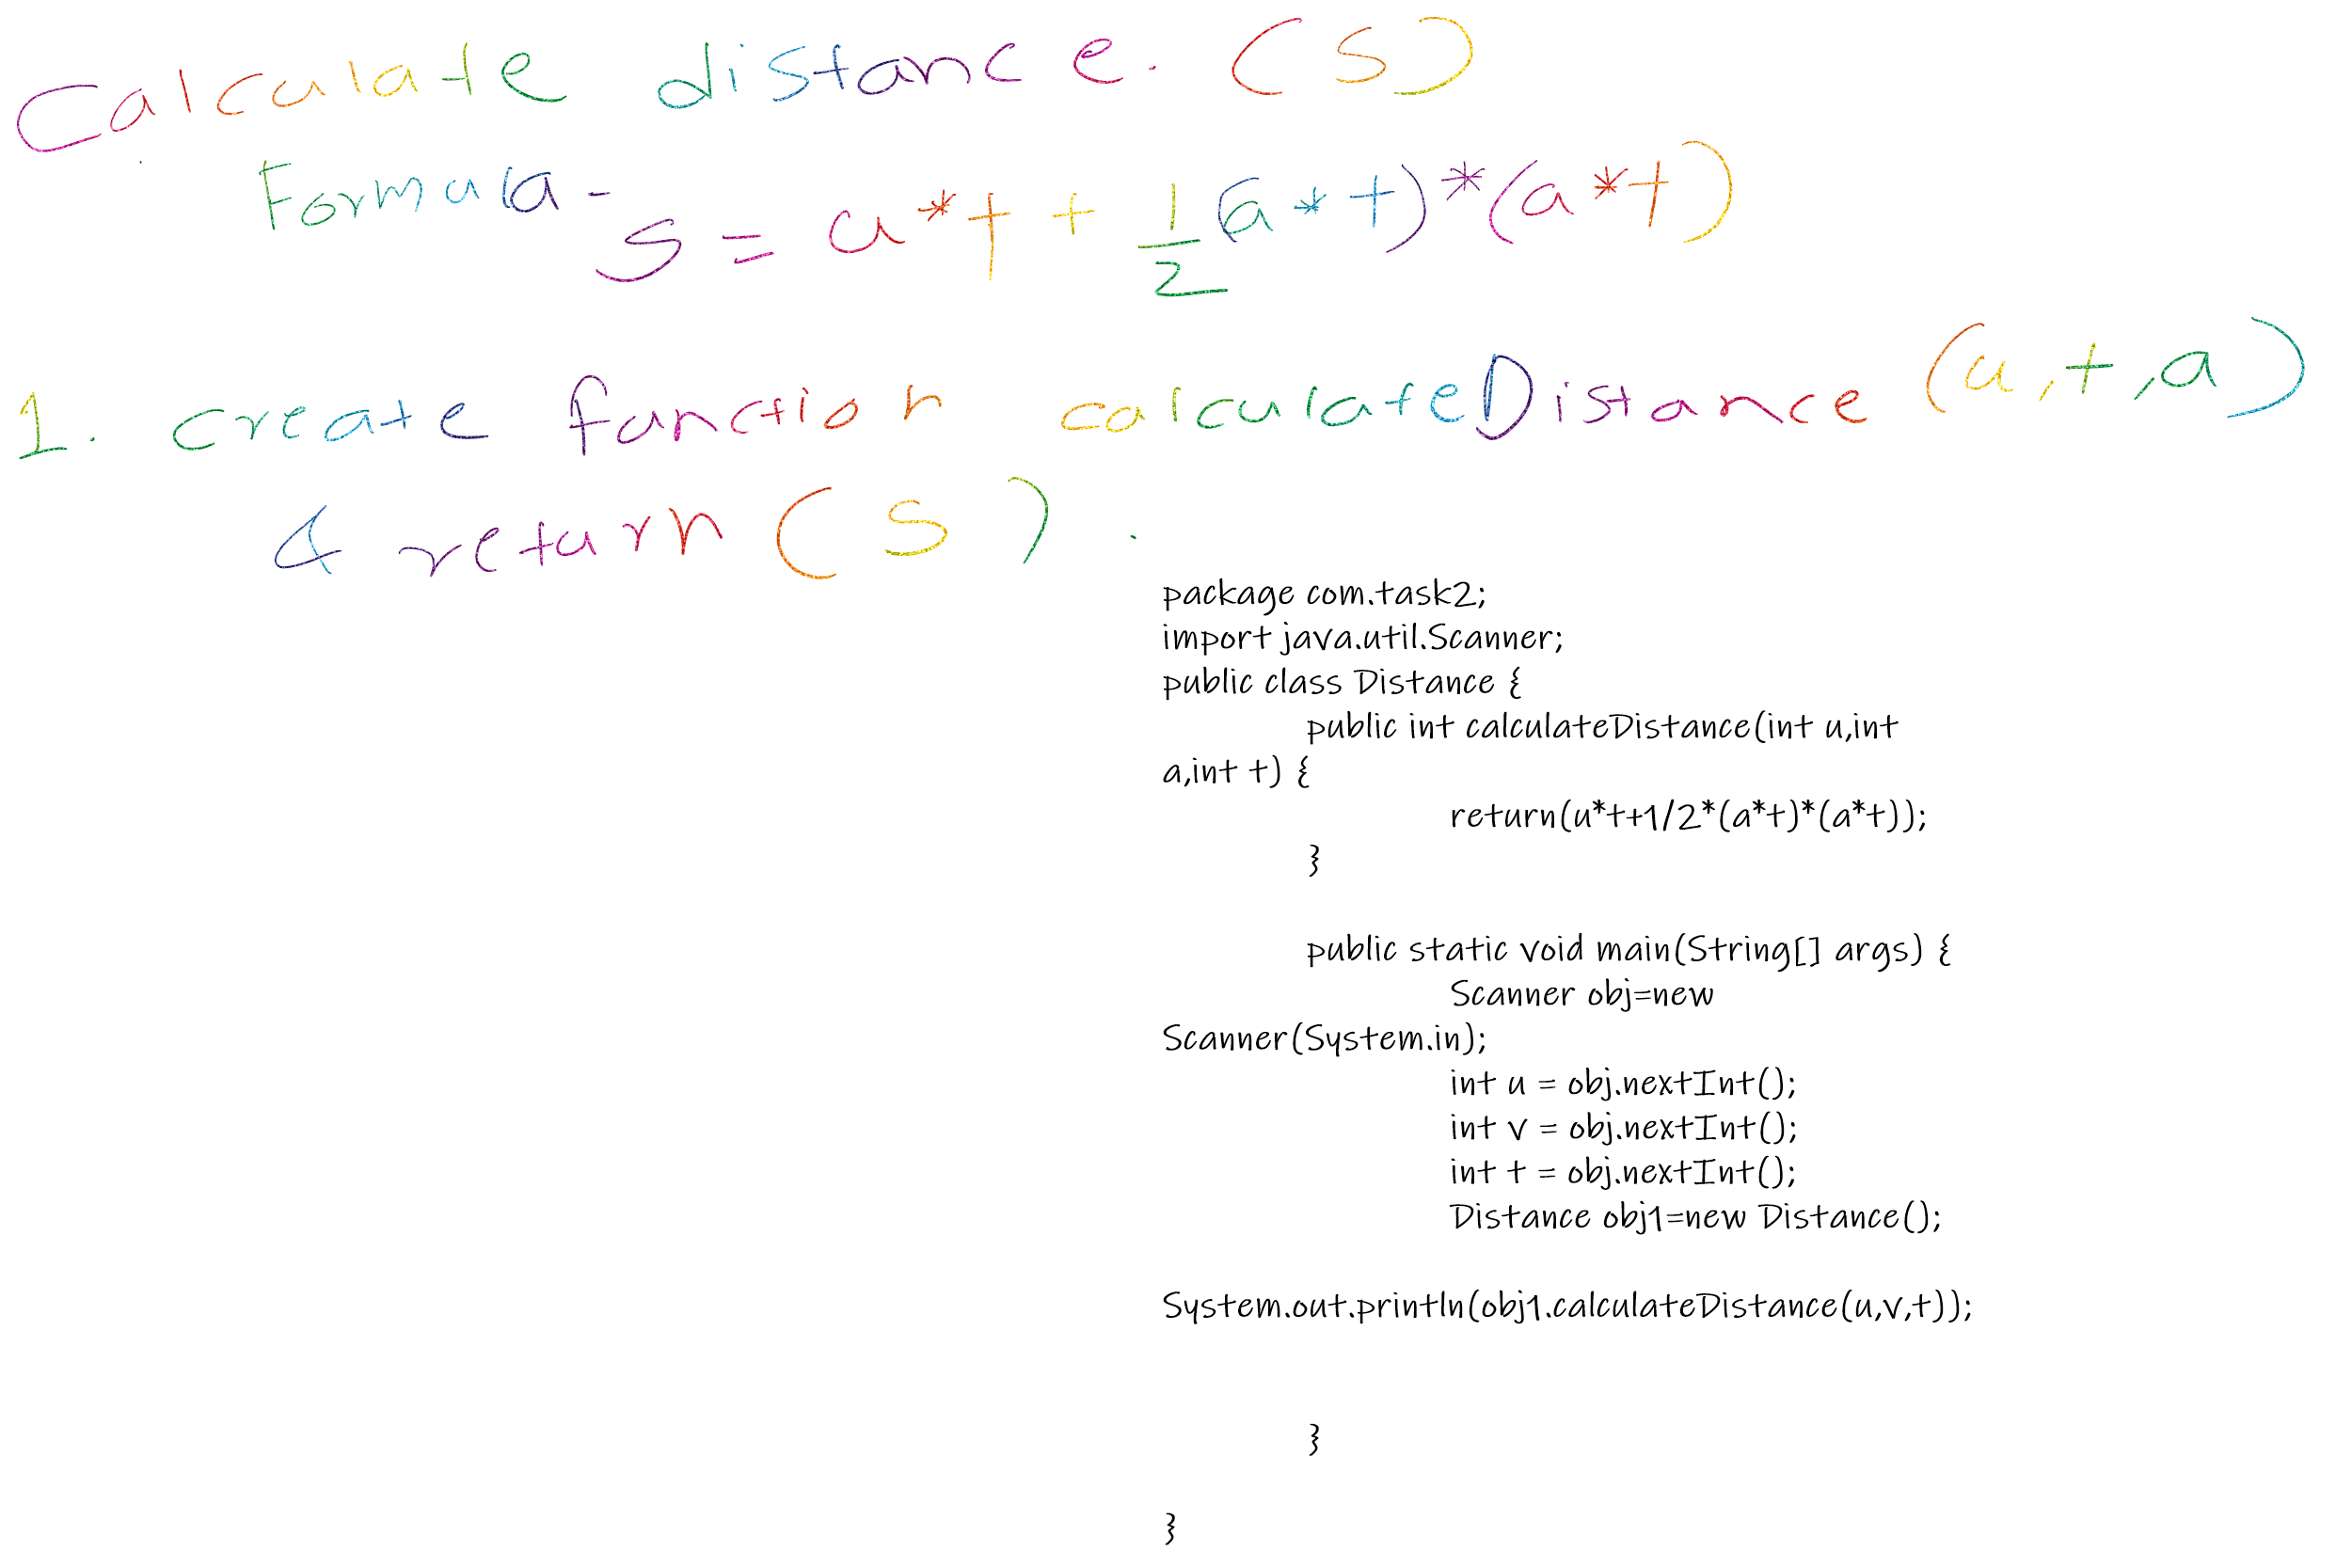 Calculate distance. (S)
Formula -
S = u*t + 1/2 (a*t)*(a*t)
1. create function calculateDistance (u,t,a)
& return (S).
package com.task2;
import java.util.Scanner;
public class Distance {
public int calculateDistance(int u,int
a,int t) {
return(u*t+1/2*(a*t)*(a*t));
}
public static void main(String[] args) {
Scanner obj=new
Scanner(System.in);
int u = obj.nextInt();
int v = obj.nextInt();
int t = obj.nextInt();
Distance obj1=new Distance();
System.out.println(obj1.calculateDistance(u,v,t));
}
}